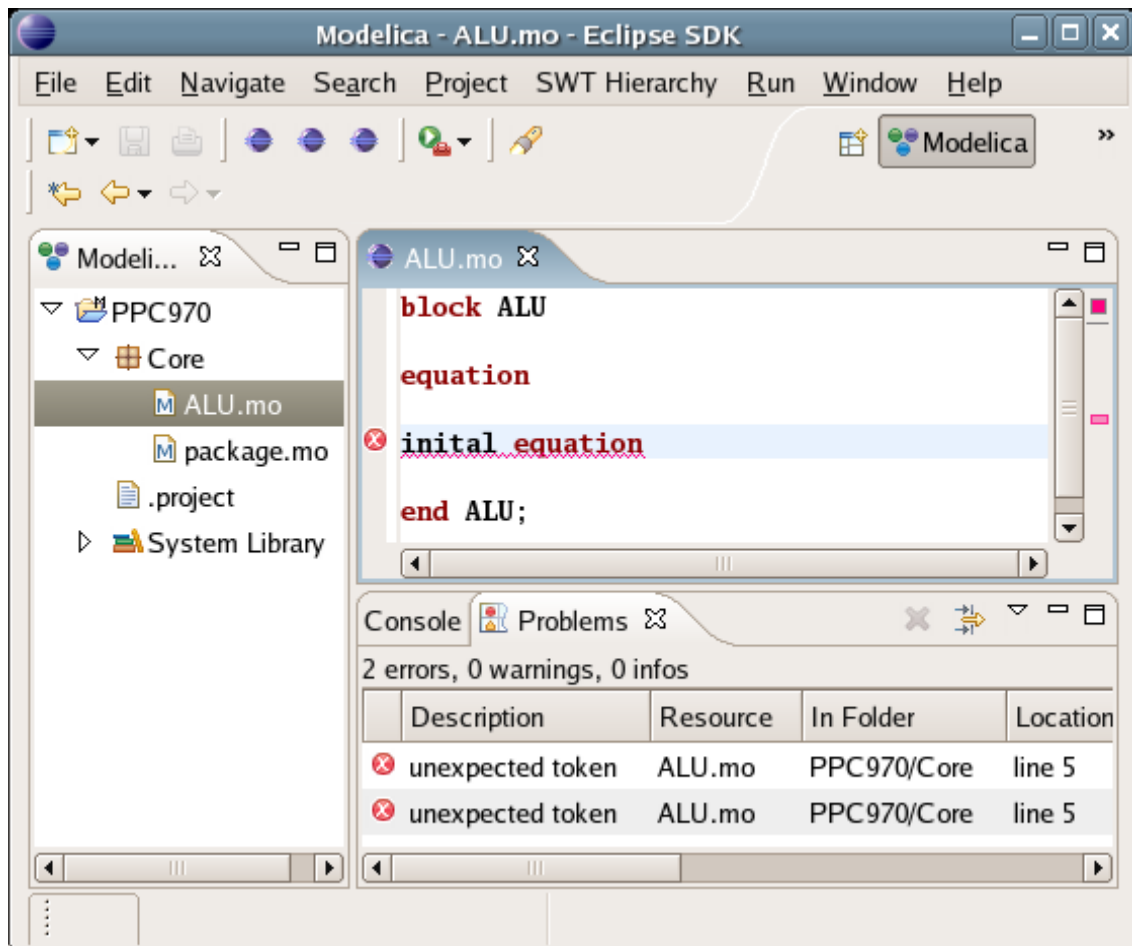 Modelica - ALU.mo - Eclipse SDK
File Edit Navigate Search Project SWT Hierarchy Run Window Help
Modelica »
Modeli...
PPC970
Core
ALU.mo
package.mo
.project
System Library
ALU.mo
block ALU
equation
inital equation
end ALU;
Console Problems
2 errors, 0 warnings, 0 infos
Description Resource In Folder Location
unexpected token ALU.mo PPC970/Core line 5
unexpected token ALU.mo PPC970/Core line 5